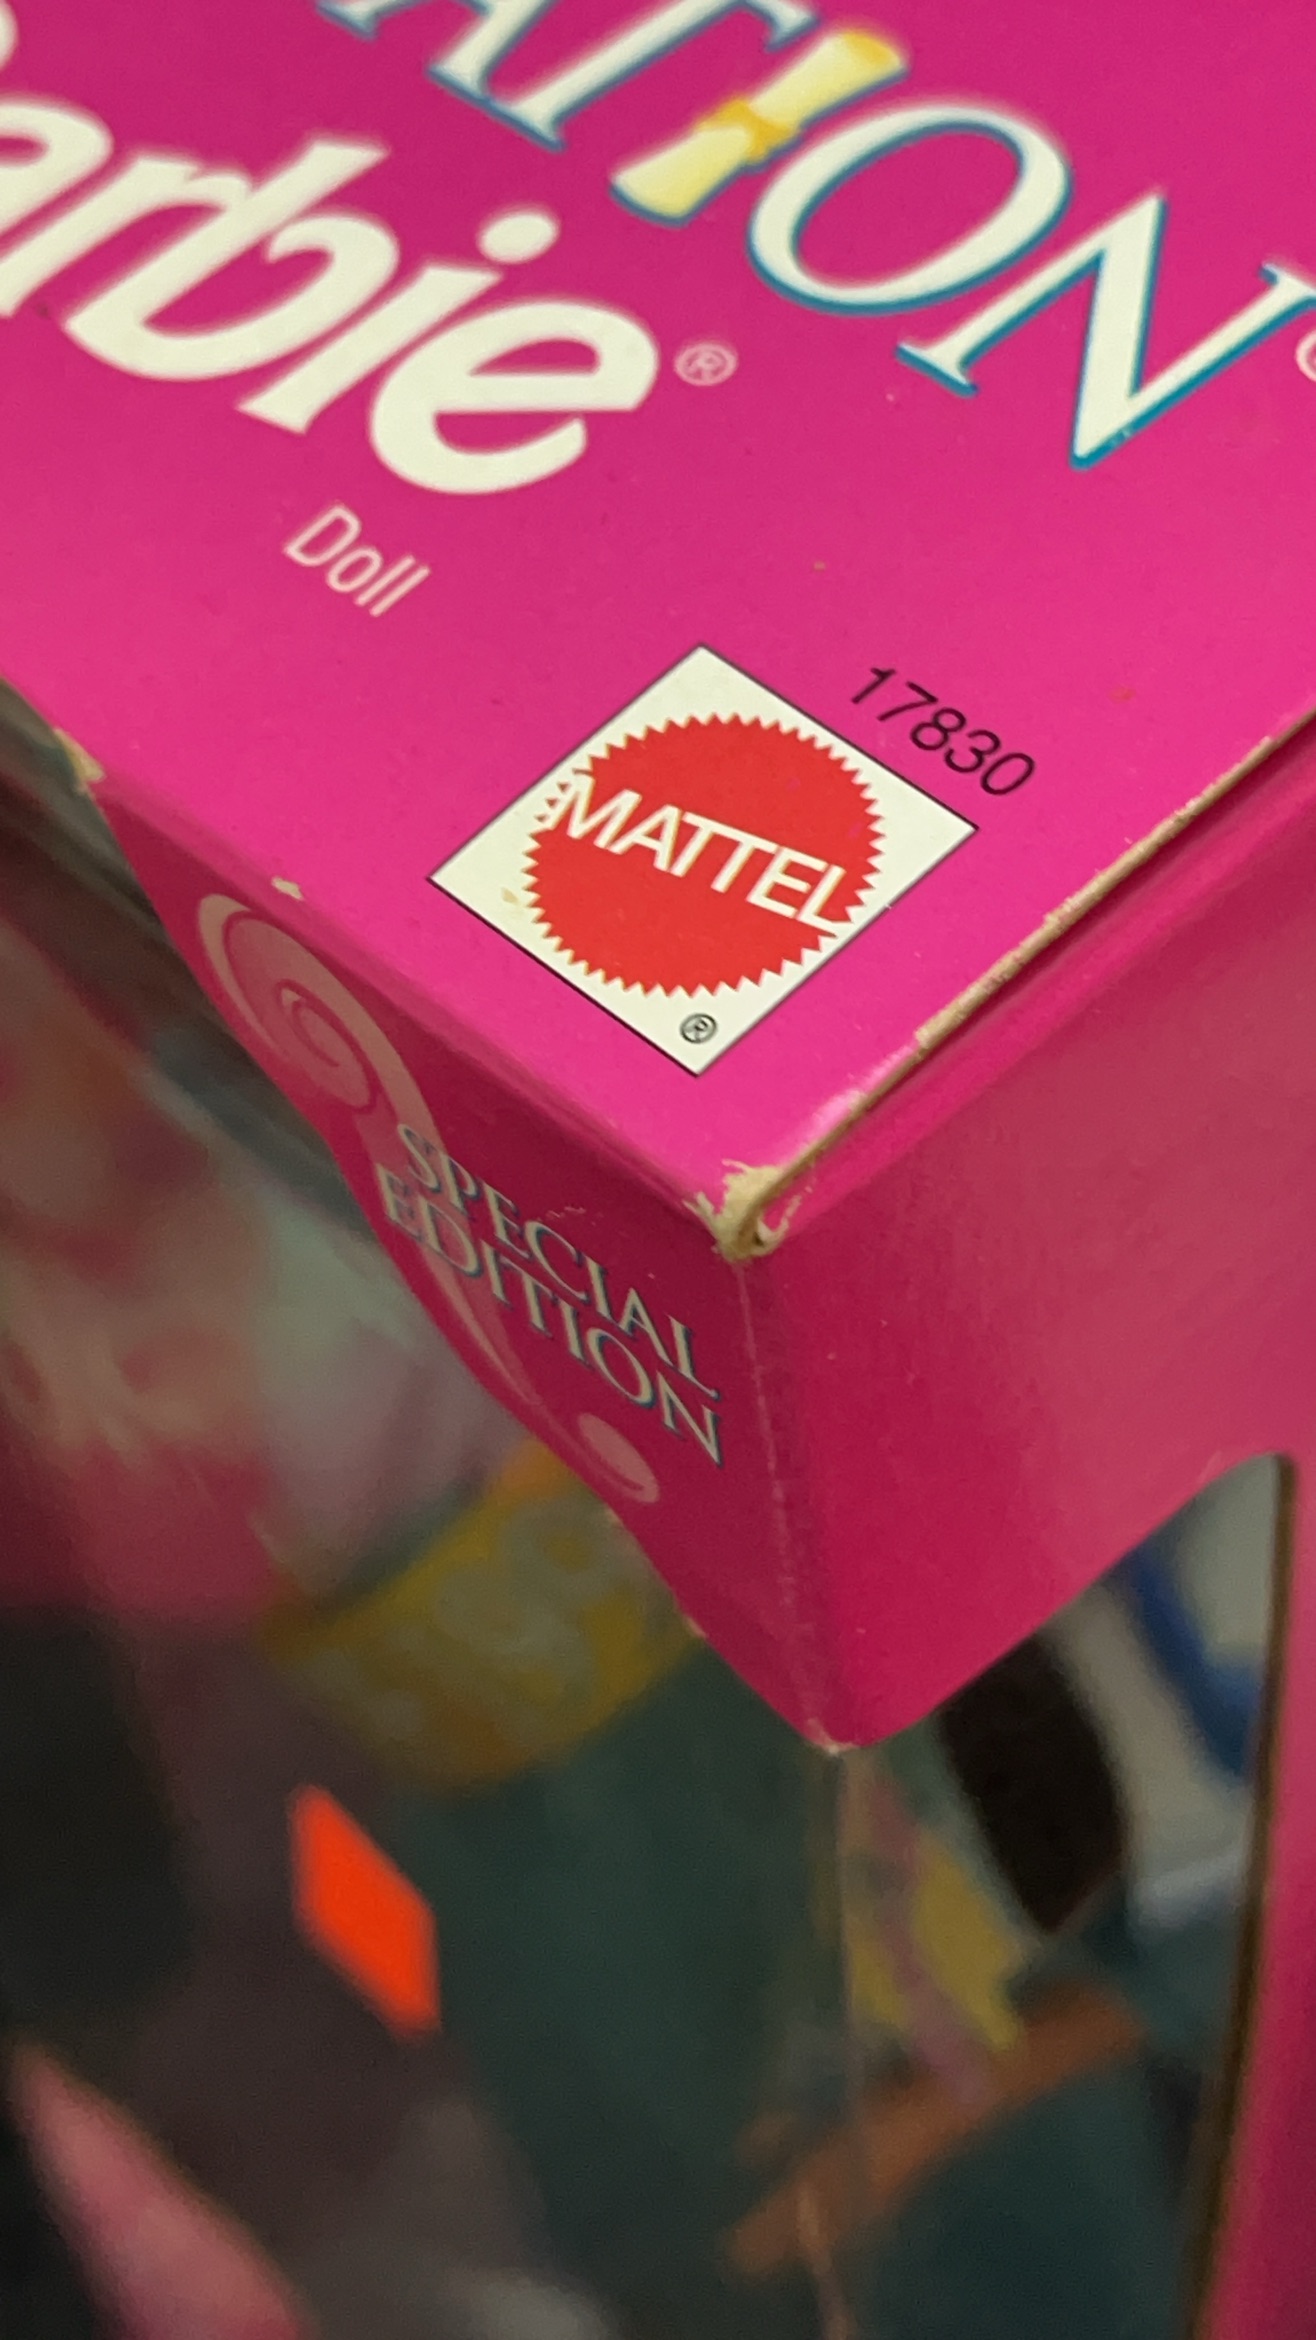 ATION
arbie®
Doll
17830
MATTEL
®
SPECIAL
EDITION